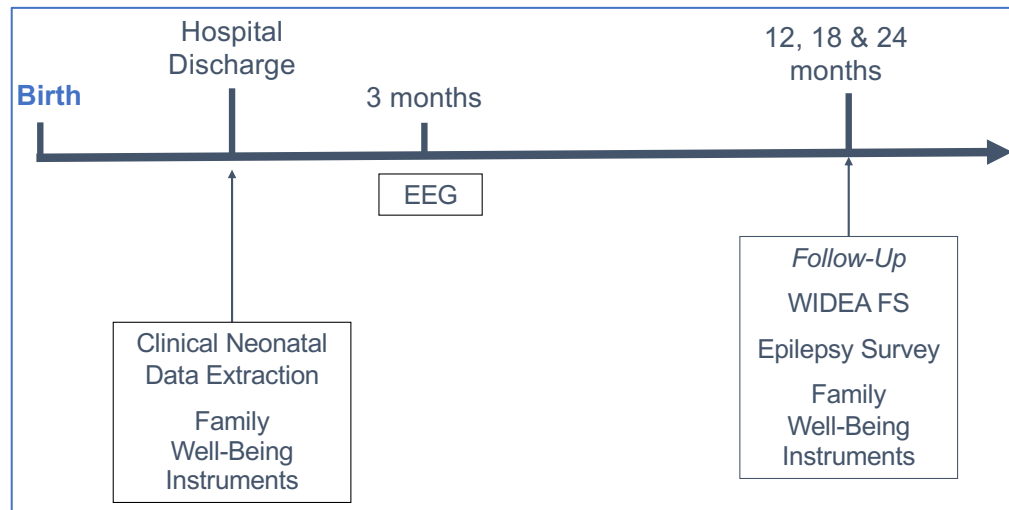 Birth
Hospital
Discharge
3 months
12, 18 & 24
months
EEG
Clinical Neonatal
Data Extraction
Family
Well-Being
Instruments
Follow-Up
WIDEA FS
Epilepsy Survey
Family
Well-Being
Instruments